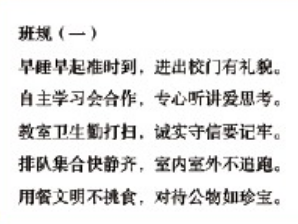 班规（一）
早睡早起准时到，进出校门有礼貌。
自主学习会合作，专心听讲爱思考。
教室卫生勤打扫，诚实守信要记牢。
排队集合快静齐，室内室外不追跑。
用餐文明不挑食，对待公物如珍宝。